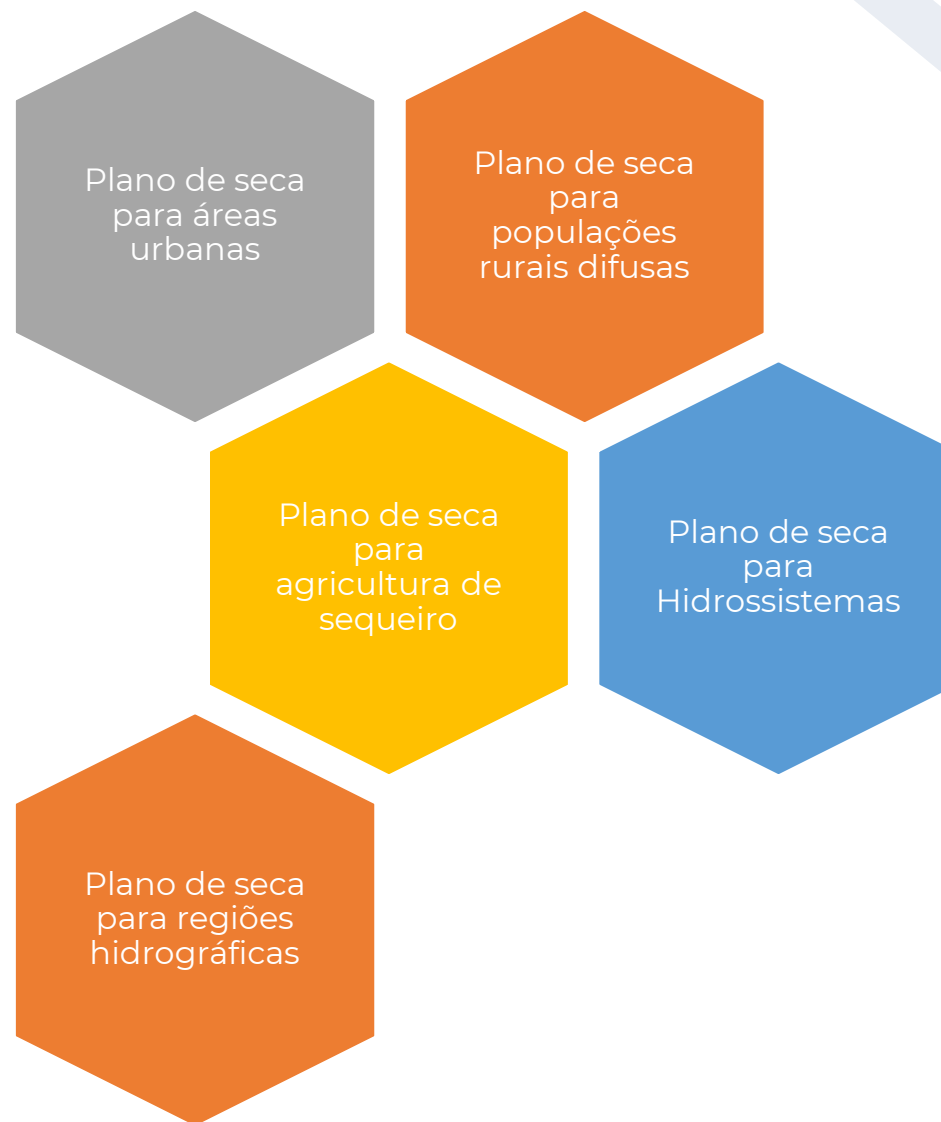 Plano de seca
para áreas
urbanas
Plano de seca
para
populações
rurais difusas
Plano de seca
para
agricultura de
sequeiro
Plano de seca
para
Hidrossistemas
Plano de seca
para regiões
hidrográficas